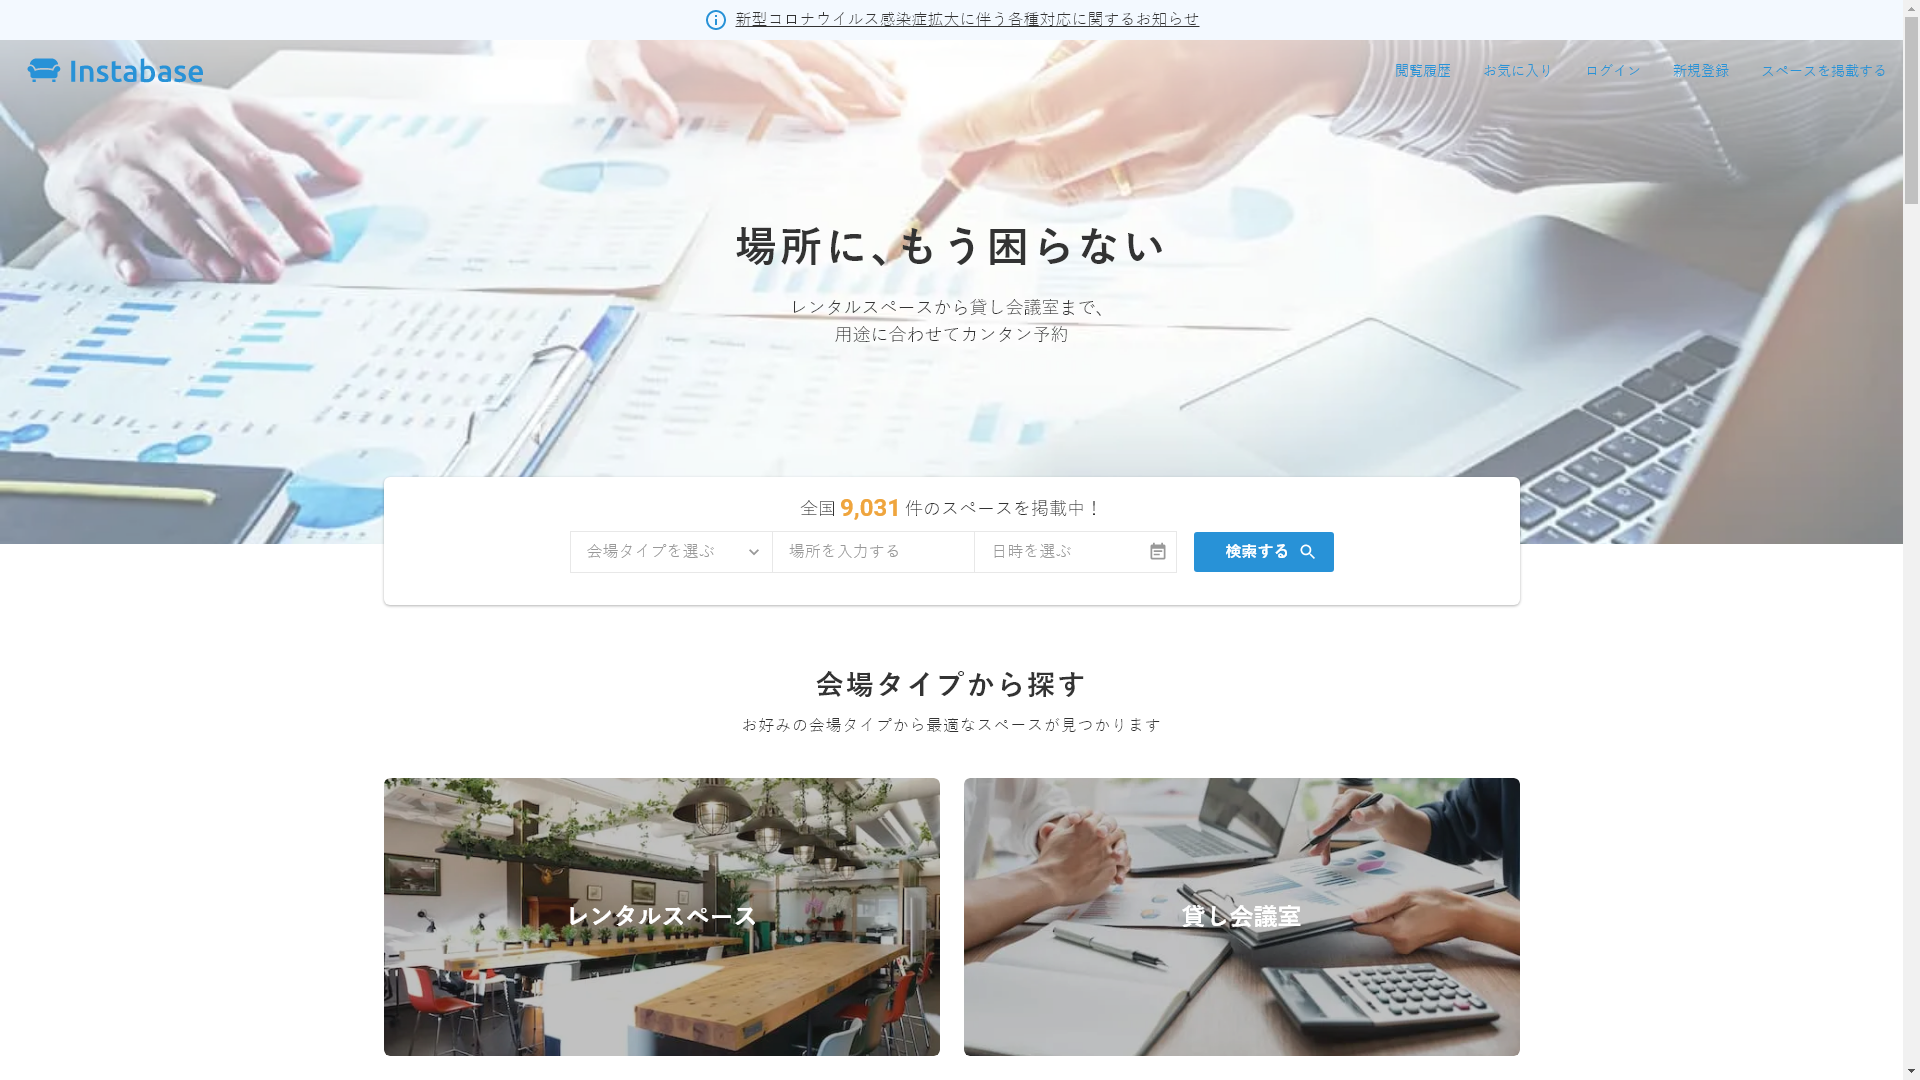 新型コロナウイルス感染症拡大に伴う各種対応に関するお知らせ
Instabase
閲覧履歴
お気に入り
ログイン
新規登録
スペースを掲載する
場所に、もう困らない
レンタルスペースから貸し会議室まで、
用途に合わせてカンタン予約
全国 9,031 件のスペースを掲載中！
会場タイプを選ぶ
場所を入力する
日時を選ぶ
検索する
会場タイプから探す
お好みの会場タイプから最適なスペースが見つかります
レンタルスペース
貸し会議室